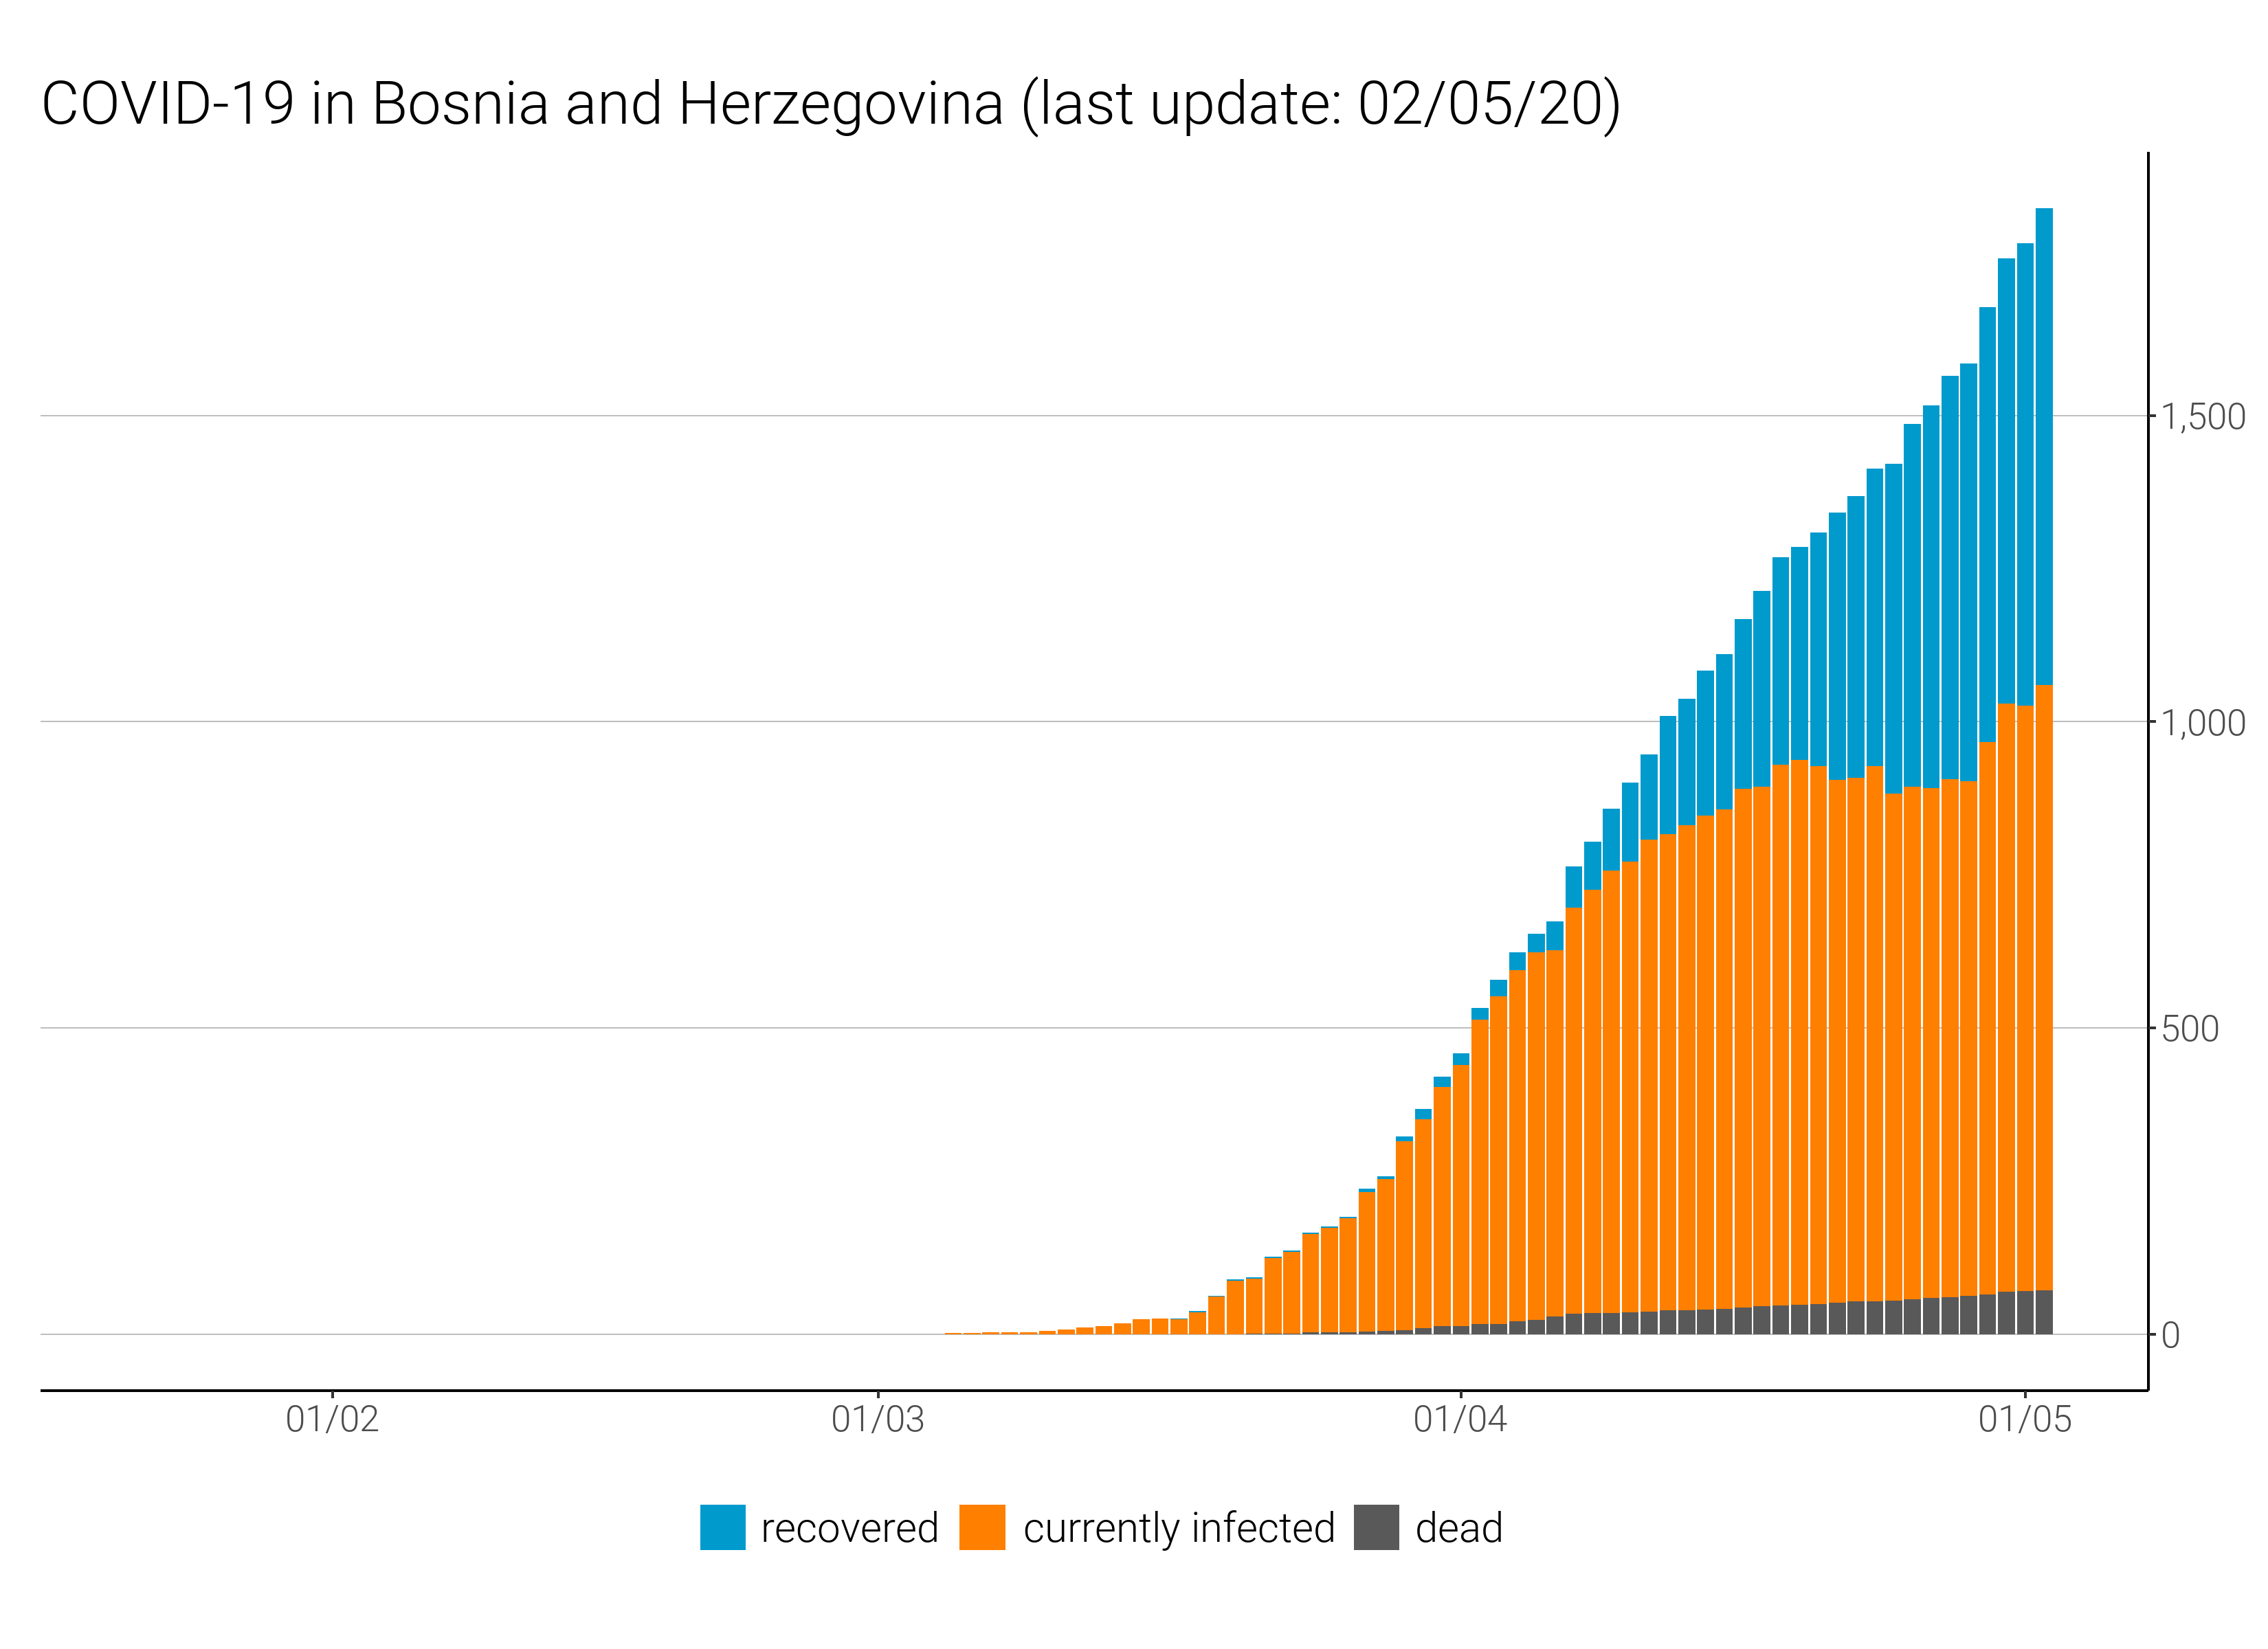 COVID-19 in Bosnia and Herzegovina (last update: 02/05/20)
1,500
1,000
500
0
01/02 01/03 01/04 01/05
recovered currently infected dead